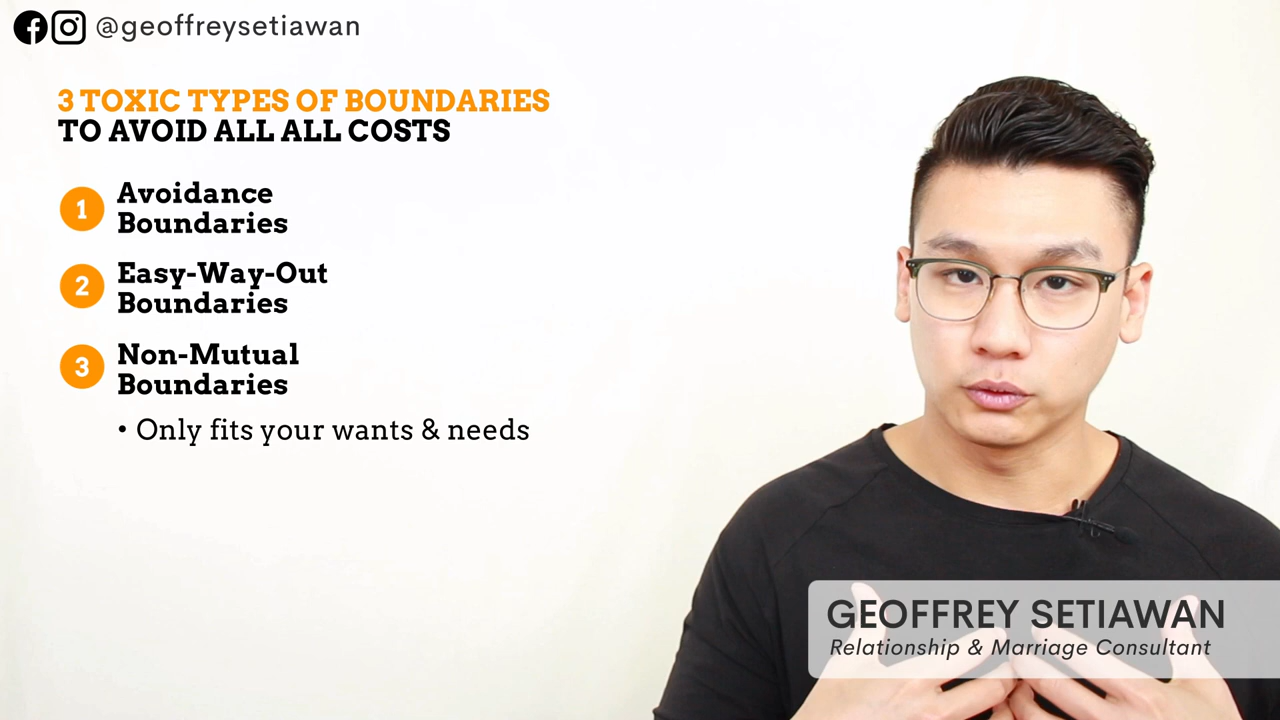 @geoffreysetiawan
3 TOXIC TYPES OF BOUNDARIES
TO AVOID ALL ALL COSTS
1 Avoidance
Boundaries
2 Easy-Way-Out
Boundaries
3 Non-Mutual
Boundaries
• Only fits your wants & needs
GEOFFREY SETIAWAN
Relationship & Marriage Consultant